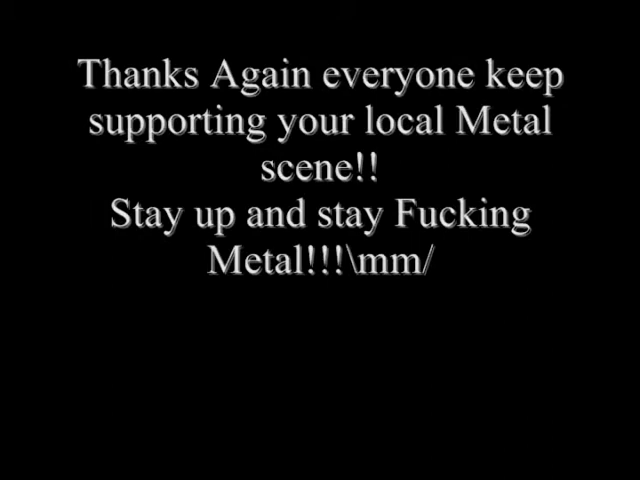 Thanks Again everyone keep
supporting your local Metal
scene!!
Stay up and stay Fucking
Metal!!!\mm/